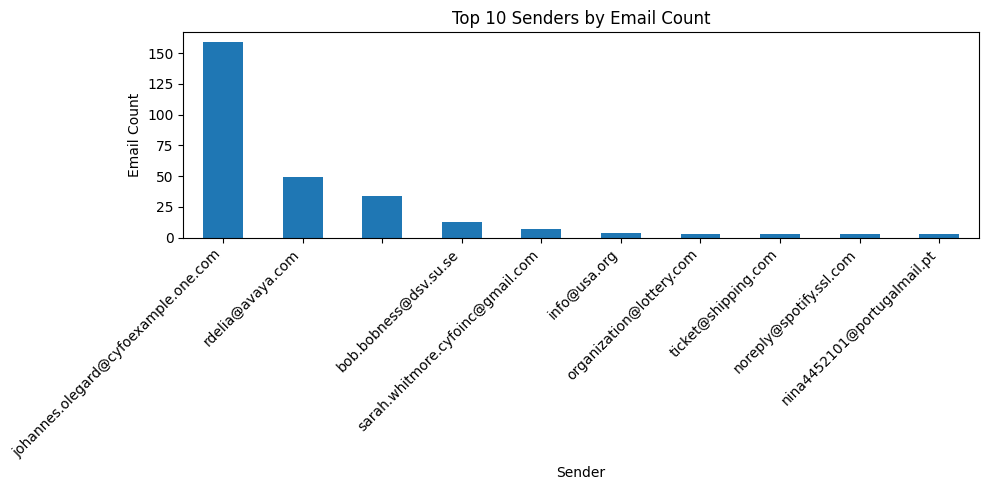 Top 10 Senders by Email Count
Email Count
150
125
100
75
50
25
0
johannes.olegard@cyfoexample.one.com
rdelia@avaya.com
bob.bobness@dsv.su.se
sarah.whitmore.cyfoinc@gmail.com
info@usa.org
organization@lottery.com
ticket@shipping.com
noreply@spotify.ssl.com
nina4452101@portugalmail.pt
Sender